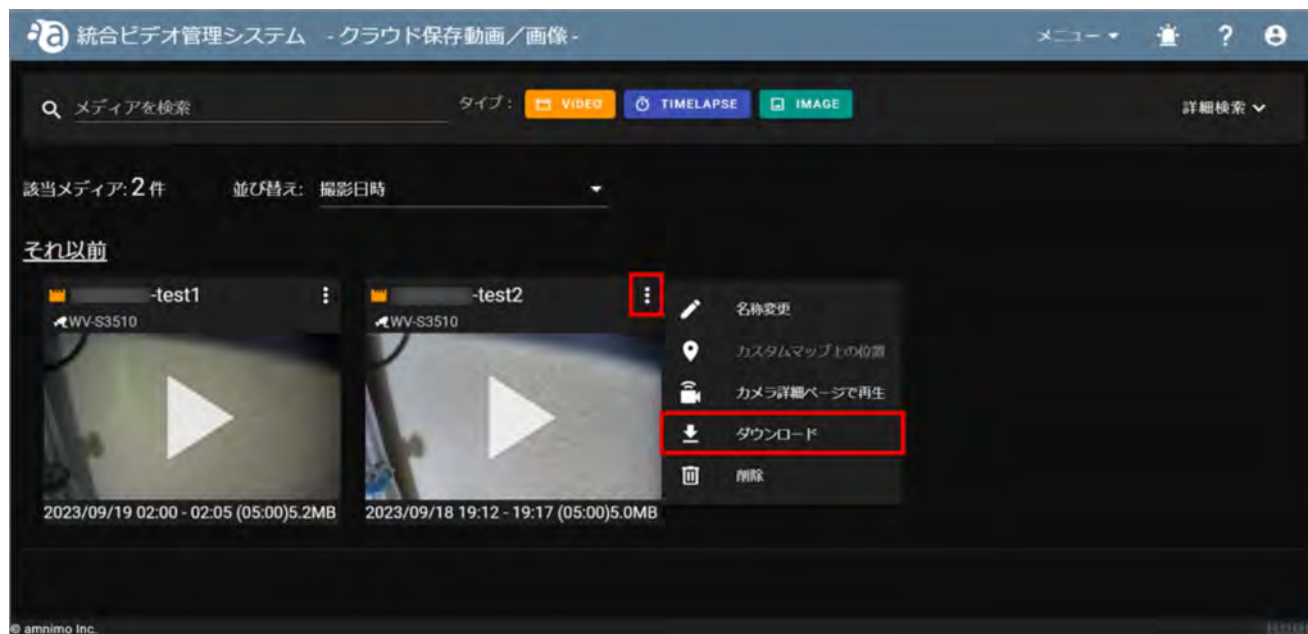 統合ビデオ管理システム - クラウド保存動画／画像 -
メニュー
?
メディアを検索
タイプ :
VIDEO
TIMELAPSE
IMAGE
詳細検索
該当メディア: 2 件
並び替え: 撮影日時
それ以前
-test1
WV-S3510
2023/09/19 02:00 - 02:05 (05:00)5.2MB
-test2
WV-S3510
2023/09/18 19:12 - 19:17 (05:00)5.0MB
名称変更
カスタムマップ上の位置
カメラ詳細ページで再生
ダウンロード
削除
© amnimo Inc.